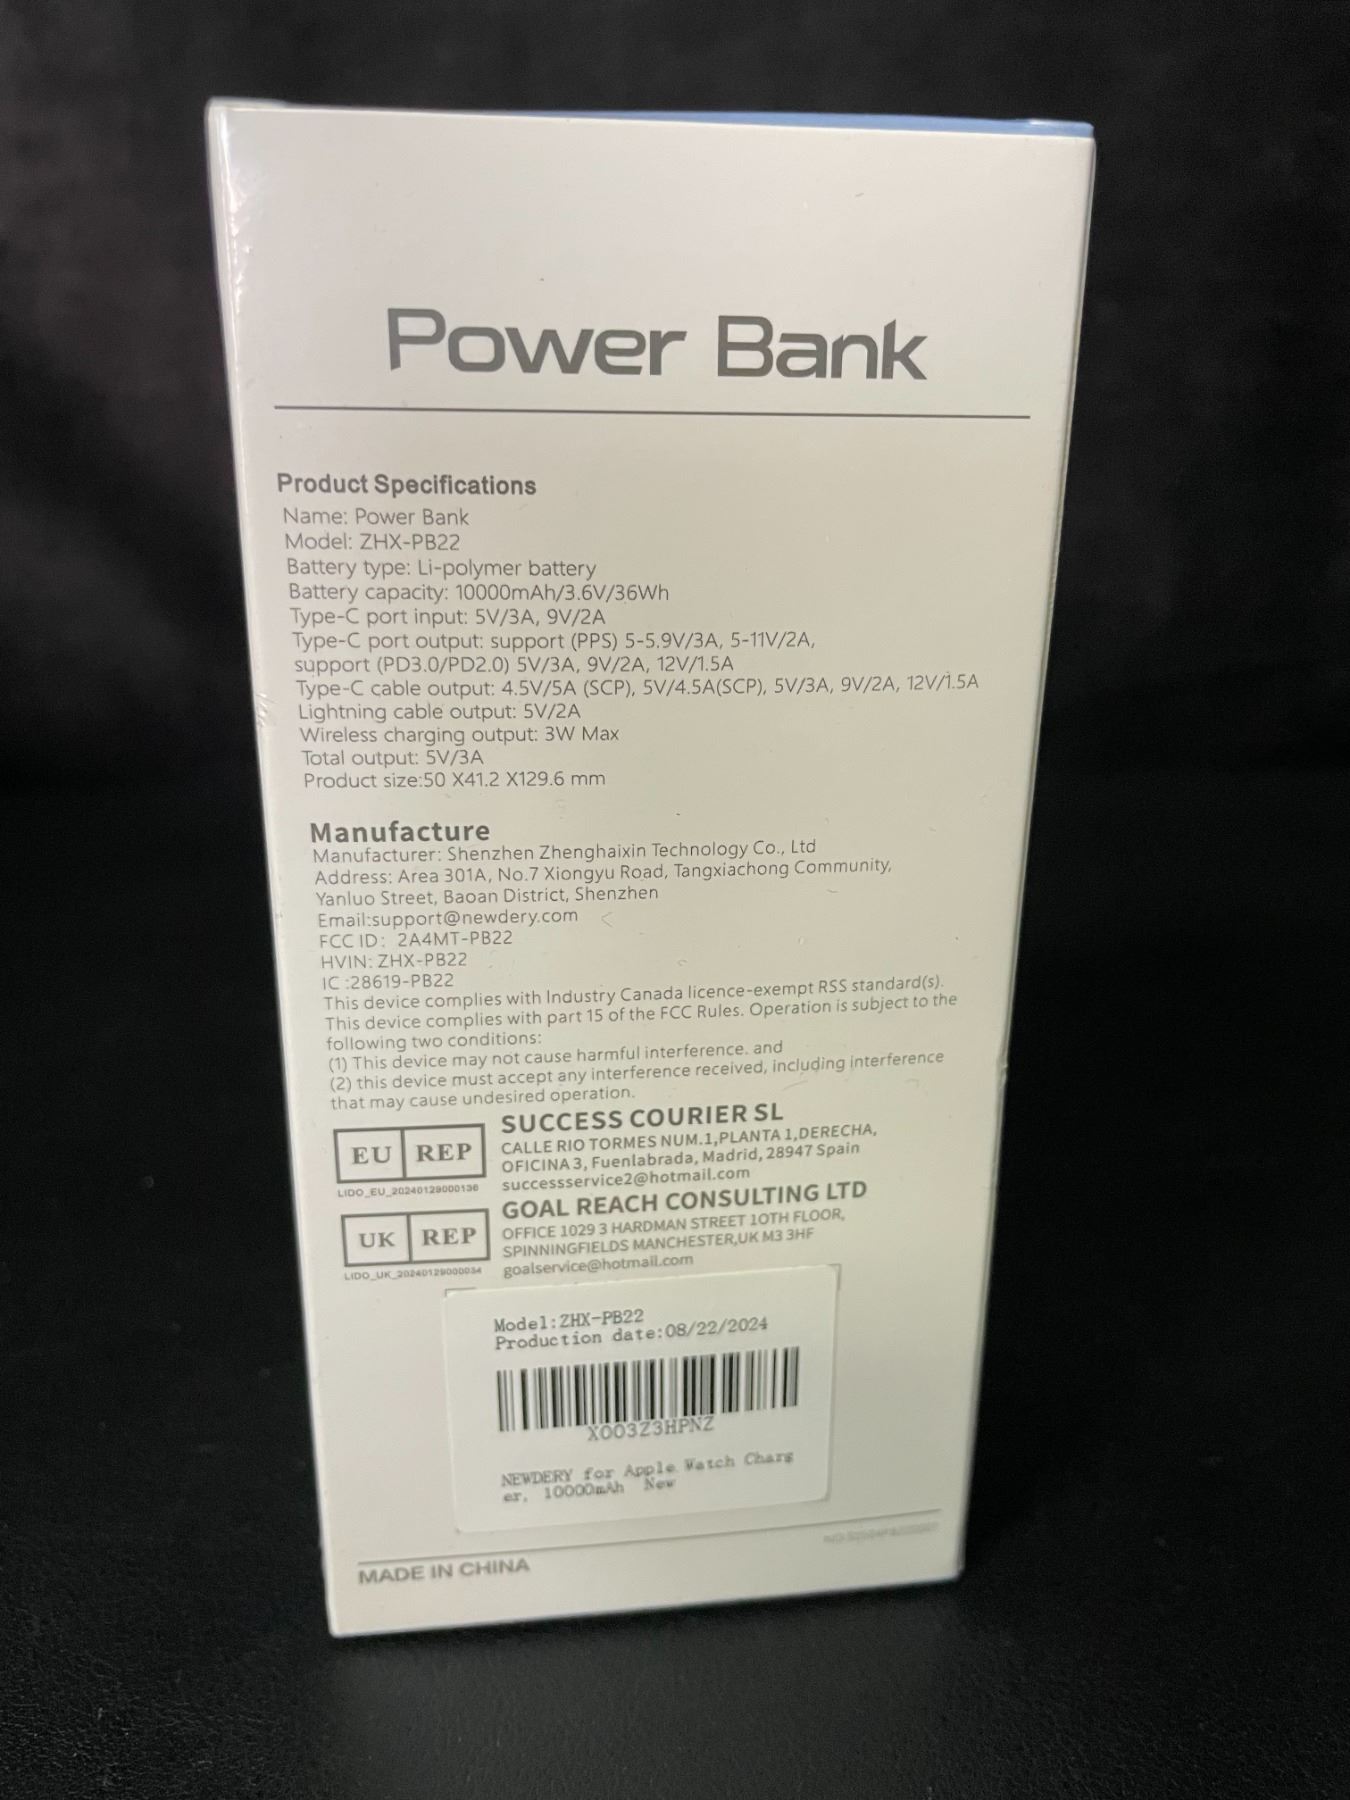 Power Bank
Product Specifications
Name: Power Bank
Model: ZHX-PB22
Battery type: Li-polymer battery
Battery capacity: 10000mAh/3.6V/36Wh
Type-C port input: 5V/3A, 9V/2A
Type-C port output: support (PPS) 5-5.9V/3A, 5-11V/2A,
support (PD3.0/PD2.0) 5V/3A, 9V/2A, 12V/1.5A
Type-C cable output: 4.5V/5A (SCP), 5V/4.5A(SCP), 5V/3A, 9V/2A, 12V/1.5A
Lightning cable output: 5V/2A
Wireless charging output: 3W Max
Total output: 5V/3A
Product size:50 X41.2 X129.6 mm
Manufacture
Manufacturer: Shenzhen Zhenghaixin Technology Co., Ltd
Address: Area 301A, No.7 Xiongyu Road, Tangxiachong Community,
Yanluo Street, Baoan District, Shenzhen
Email:support@newdery.com
FCC ID: 2A4MT-PB22
HVIN: ZHX-PB22
IC :28619-PB22
This device complies with Industry Canada licence-exempt RSS standard(s).
This device complies with part 15 of the FCC Rules. Operation is subject to the
following two conditions:
(1) This device may not cause harmful interference. and
(2) this device must accept any interference received, including interference
that may cause undesired operation.
EU REP
LIDO_EU_20240129000136
SUCCESS COURIER SL
CALLE RIO TORMES NUM.1,PLANTA 1,DERECHA,
OFICINA 3, Fuenlabrada, Madrid, 28947 Spain
successservice2@hotmail.com
UK REP
LIDO_UK_20240129000034
GOAL REACH CONSULTING LTD
OFFICE 1029 3 HARDMAN STREET 10TH FLOOR,
SPINNINGFIELDS MANCHESTER,UK M3 3HF
goalservice@hotmail.com
Model:ZHX-PB22
Production date:08/22/2024
X003Z3HPNZ
NEWDERY for Apple Watch Charg
er, 10000mAh New
MADE IN CHINA